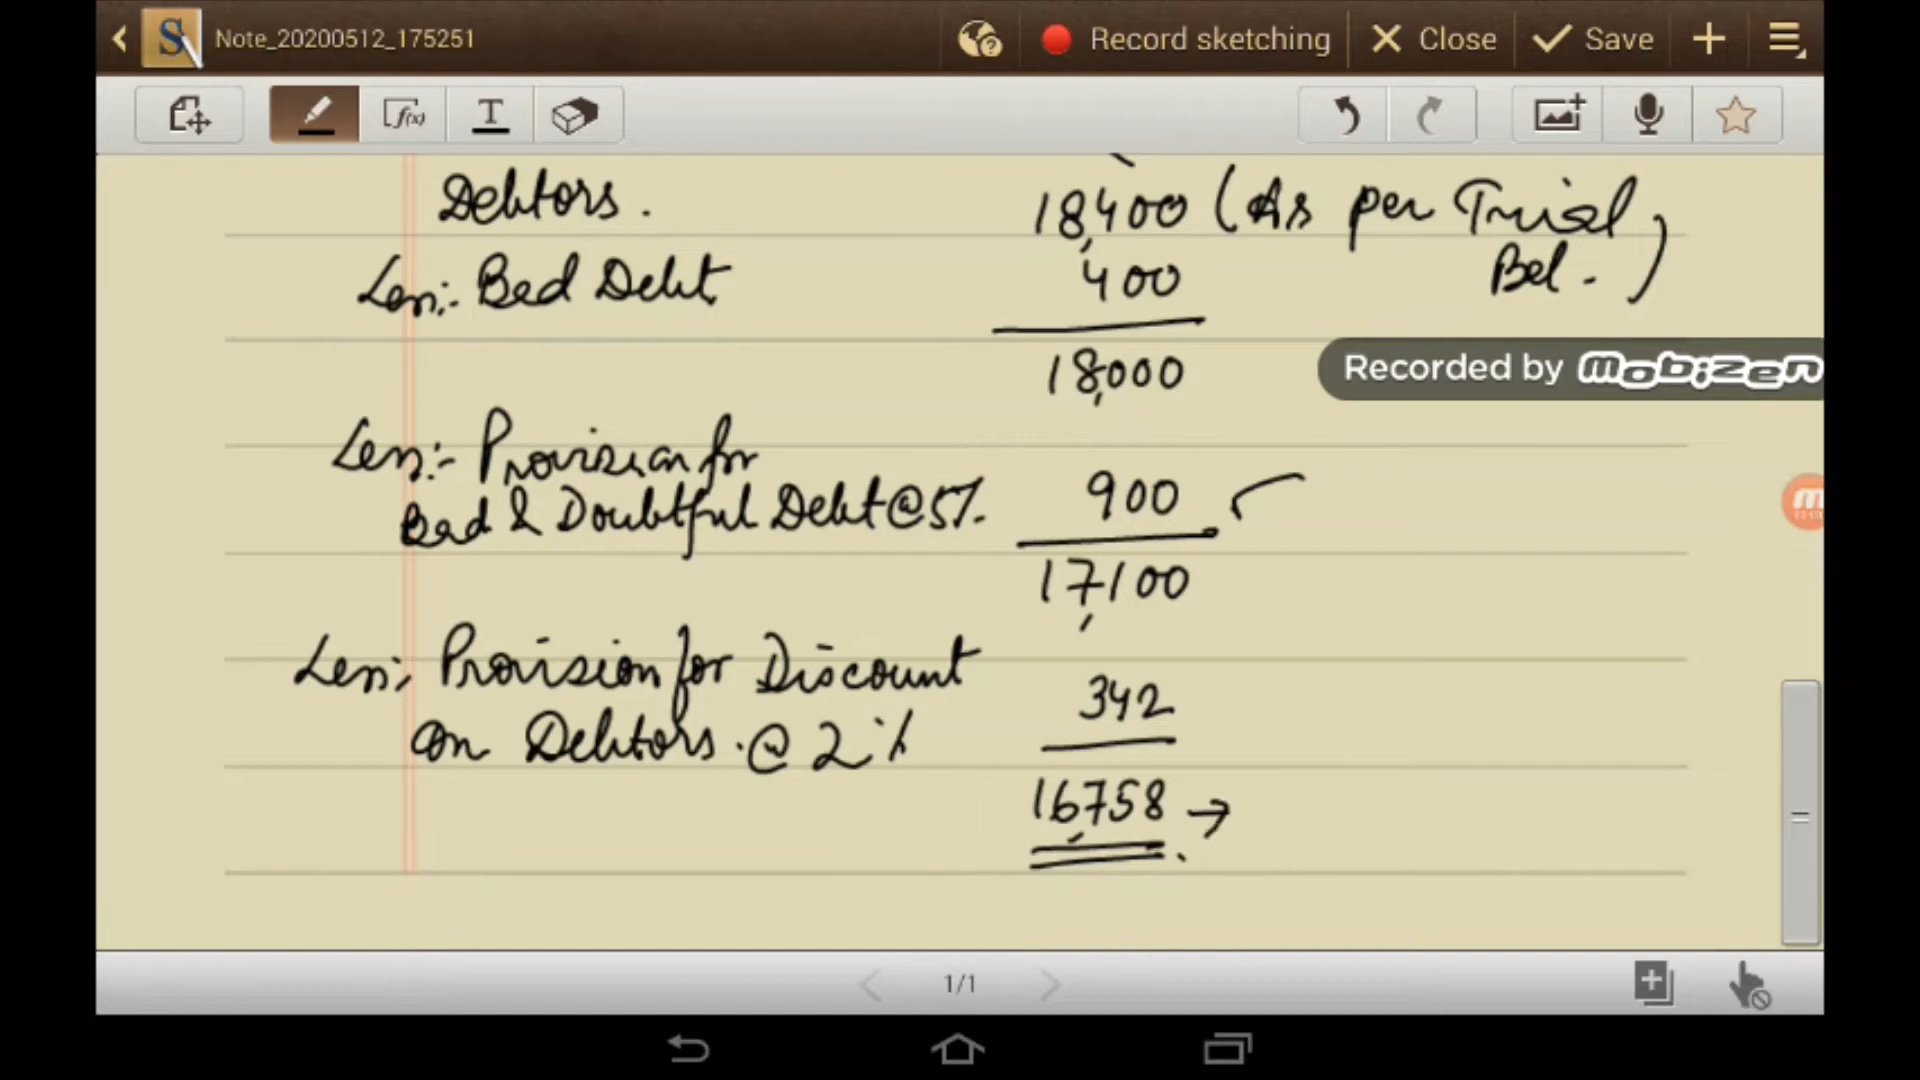 Note_20200512_175251 Record sketching Close Save
Debtors. 18,400 (As per Trial
Bal.)
Less:- Bad Debt 400
18,000
Recorded by mobizen
Less:- Provision for
Bad & Doubtful Debt @ 5%. 900
17,100
Less:- Provision for Discount
on Debtors. @ 2% 342
16,758 →
1/1